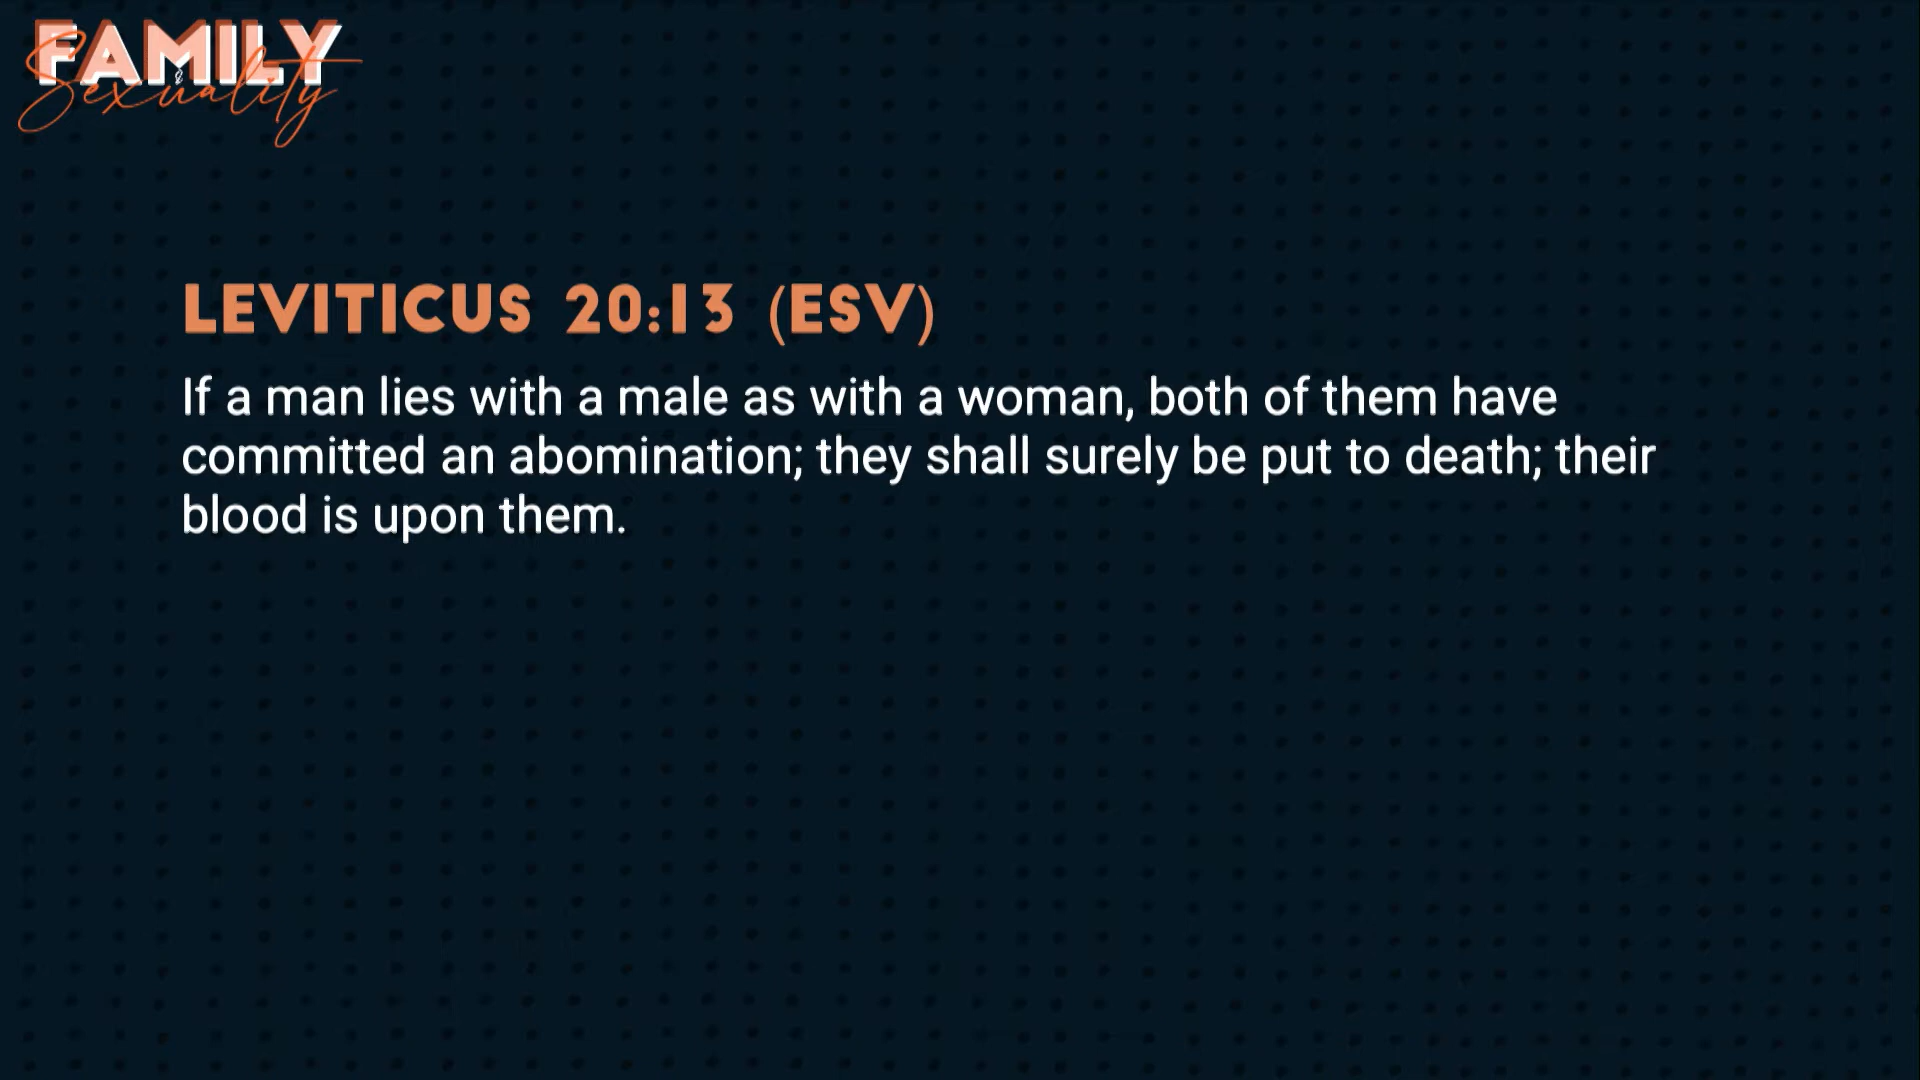 FAMILY
& Sexuality
LEVITICUS 20:13 (ESV)
If a man lies with a male as with a woman, both of them have
committed an abomination; they shall surely be put to death; their
blood is upon them.